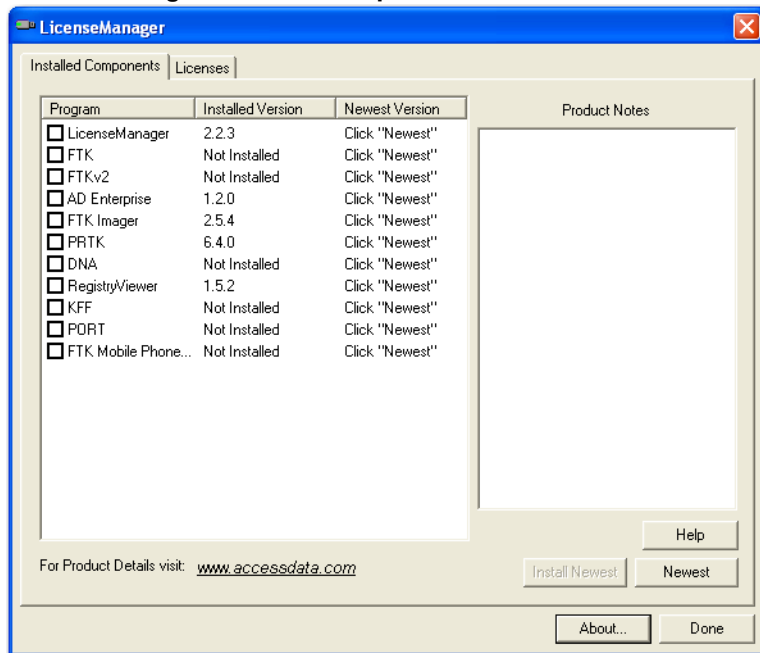 LicenseManager
Installed Components Licenses
Program Installed Version Newest Version Product Notes
LicenseManager 2.2.3 Click "Newest"
FTK Not Installed Click "Newest"
FTKv2 Not Installed Click "Newest"
AD Enterprise 1.2.0 Click "Newest"
FTK Imager 2.5.4 Click "Newest"
PRTK 6.4.0 Click "Newest"
DNA Not Installed Click "Newest"
RegistryViewer 1.5.2 Click "Newest"
KFF Not Installed Click "Newest"
PORT Not Installed Click "Newest"
FTK Mobile Phone... Not Installed Click "Newest"
Help
For Product Details visit: www.accessdata.com Install Newest Newest
About... Done